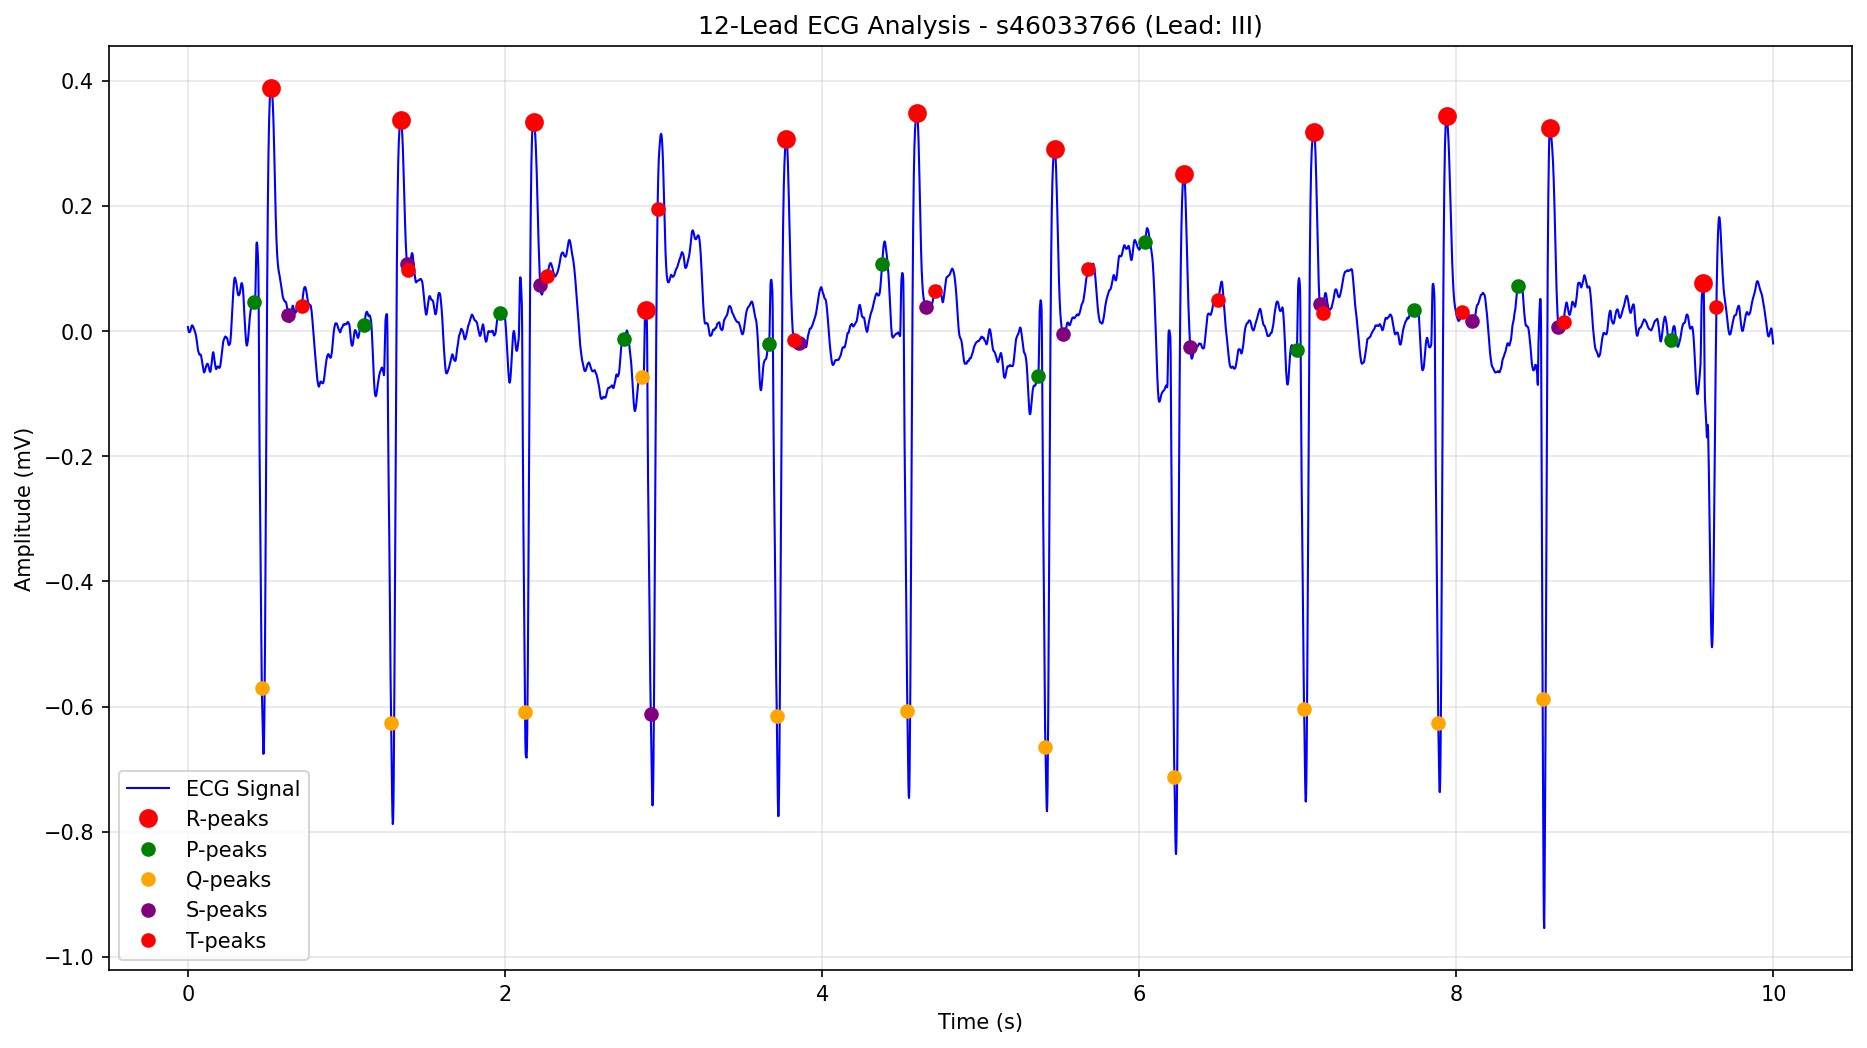 12-Lead ECG Analysis - s46033766 (Lead: III)
0.4
0.2
0.0
−0.2
−0.4
−0.6
−0.8
−1.0
Amplitude (mV)
ECG Signal
R-peaks
P-peaks
Q-peaks
S-peaks
T-peaks
0 2 4 6 8 10
Time (s)